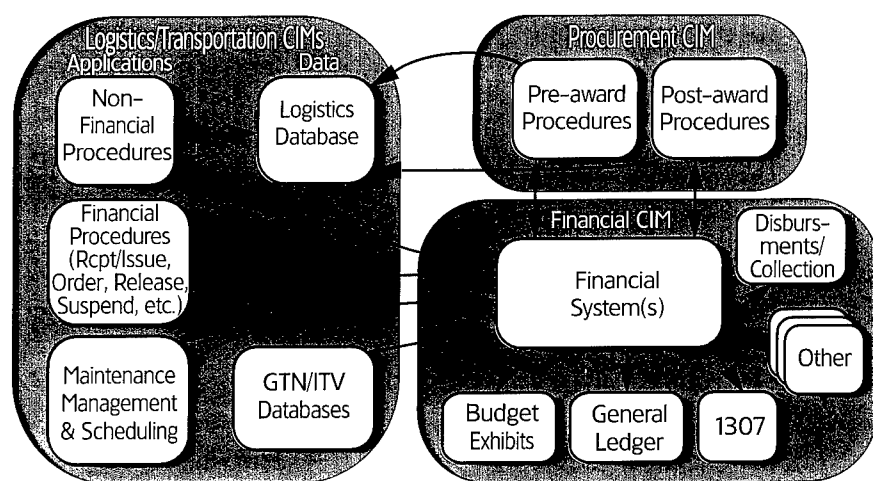 Logistics/Transportation CIMs
Applications
Data
Non-
Financial
Procedures
Logistics
Database
Financial
Procedures
(Rcpt/Issue,
Order, Release,
Suspend, etc.)
Maintenance
Management
& Scheduling
GTN/ITV
Databases
Procurement CIM
Pre-award
Procedures
Post-award
Procedures
Financial CIM
Financial
System(s)
Disburs-
ments/
Collection
Other
Budget
Exhibits
General
Ledger
1307